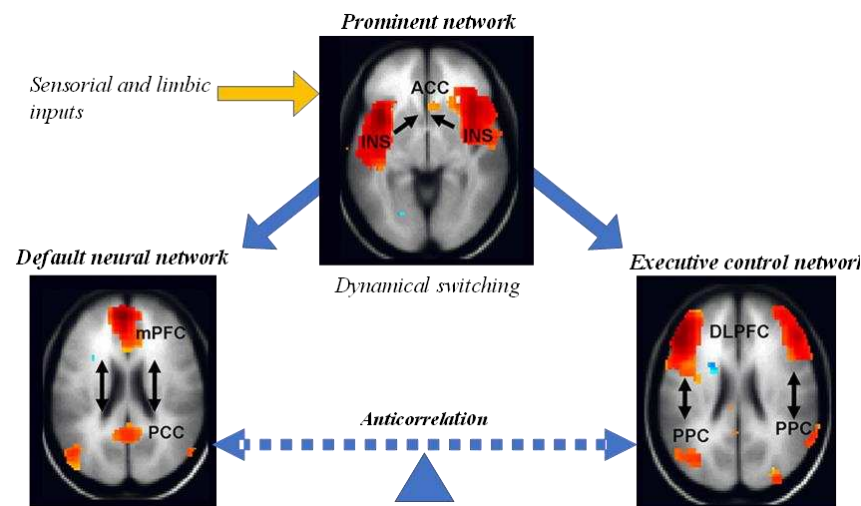 Prominent network
Sensorial and limbic
inputs
ACC
INS
INS
Default neural network
Dynamical switching
Executive control network
mPFC
DLPFC
Anticorrelation
PCC
PPC
PPC